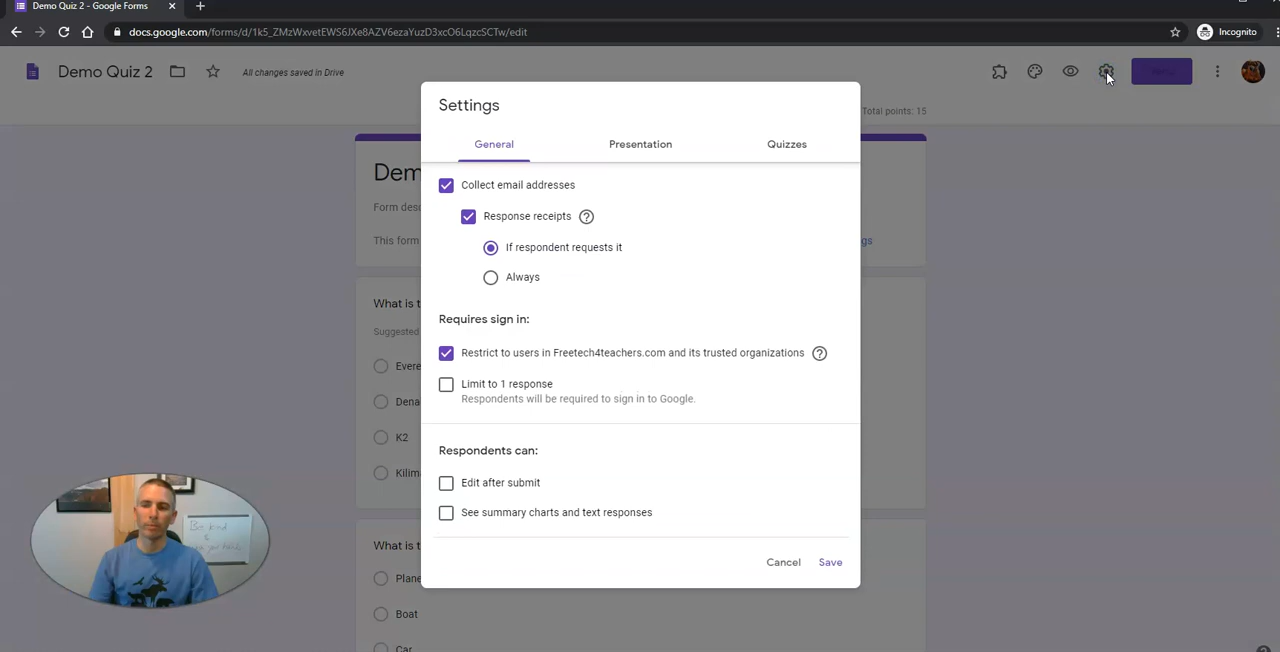 Demo Quiz 2 - Google Forms
docs.google.com/forms/d/1k5_ZMzWxvetEWS6JXe8AZV6ezaYuzD3xcO6LqzcSCTw/edit
Incognito
Demo Quiz 2
All changes saved in Drive
Total points: 15
Settings
General
Presentation
Quizzes
Collect email addresses
Response receipts
If respondent requests it
Always
Requires sign in:
Restrict to users in Freetech4teachers.com and its trusted organizations
Limit to 1 response
Respondents will be required to sign in to Google.
Respondents can:
Edit after submit
See summary charts and text responses
Cancel
Save
Dem
Form des
This form
gs
What is t
Suggested
Evere
Dena
K2
Kilim
What is t
Plane
Boat
Car
Be kind